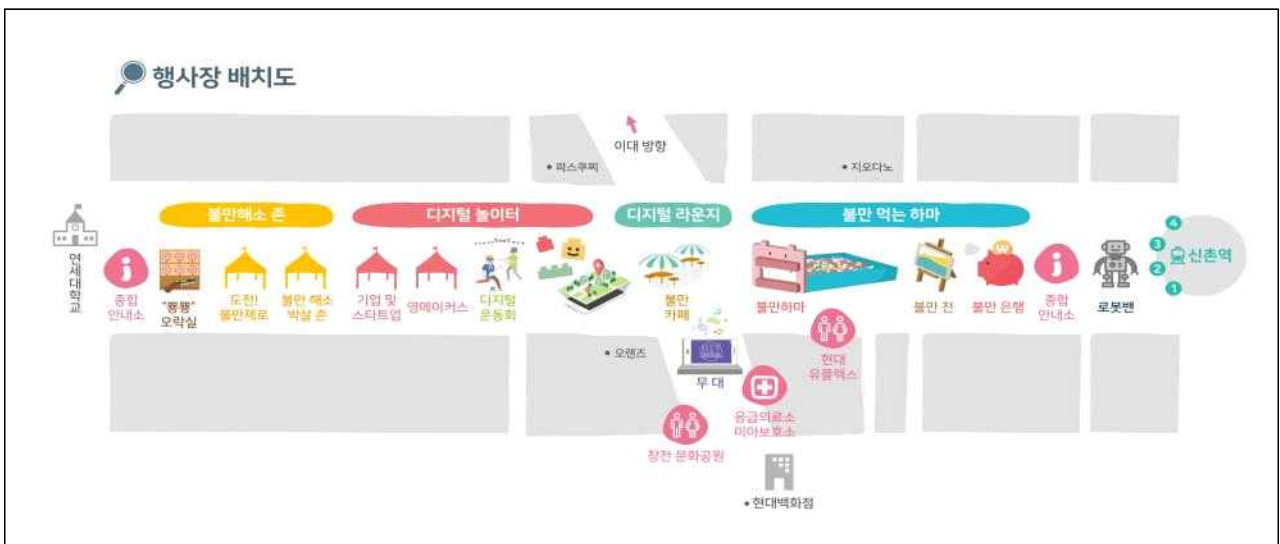 행사장 배치도
이대 방향
• 파스쿠찌
• 지오다노
불만해소 존
디지털 놀이터
디지털 라운지
불만 먹는 하마
연세대학교
종합
안내소
"뿅뿅"
오락실
도전!
불만제로
불만 해소
박살 존
기업 및
스타트업
영메이커스
디지털
운동회
불만
카페
불만하마
불만 전
불만 은행
종합
안내소
로봇밴
4
3
2
1
신촌역
• 오렌즈
무대
현대
유플렉스
응급의료소
미아보호소
창전 문화공원
• 현대백화점